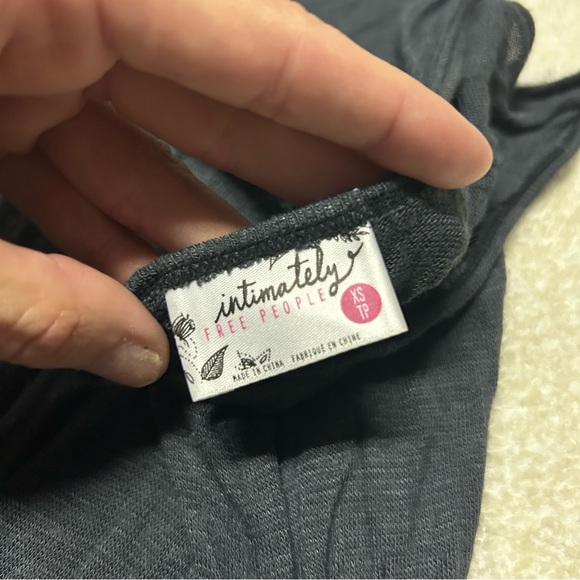 intimately
FREE PEOPLE
XS
TP
MADE IN CHINA FABRIQUÉ EN CHINE